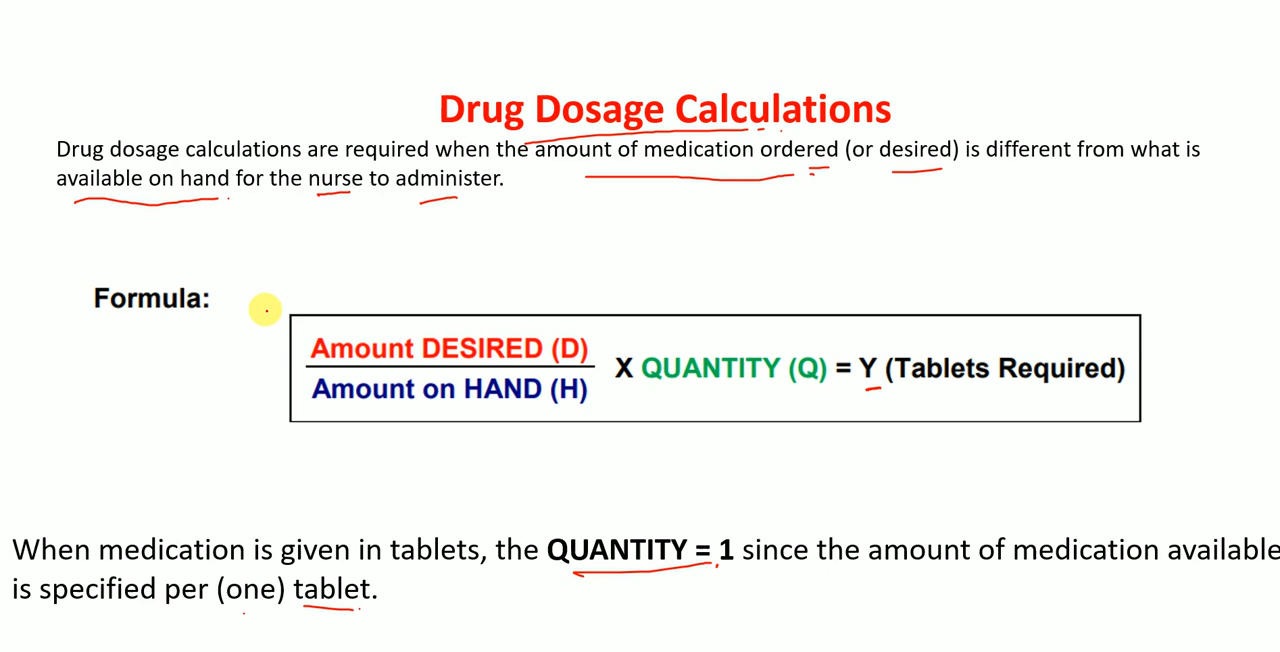 Drug Dosage Calculations
Drug dosage calculations are required when the amount of medication ordered (or desired) is different from what is
available on hand for the nurse to administer.
Formula:
Amount DESIRED (D)
Amount on HAND (H)
X QUANTITY (Q) = Y (Tablets Required)
When medication is given in tablets, the QUANTITY = 1 since the amount of medication available
is specified per (one) tablet.